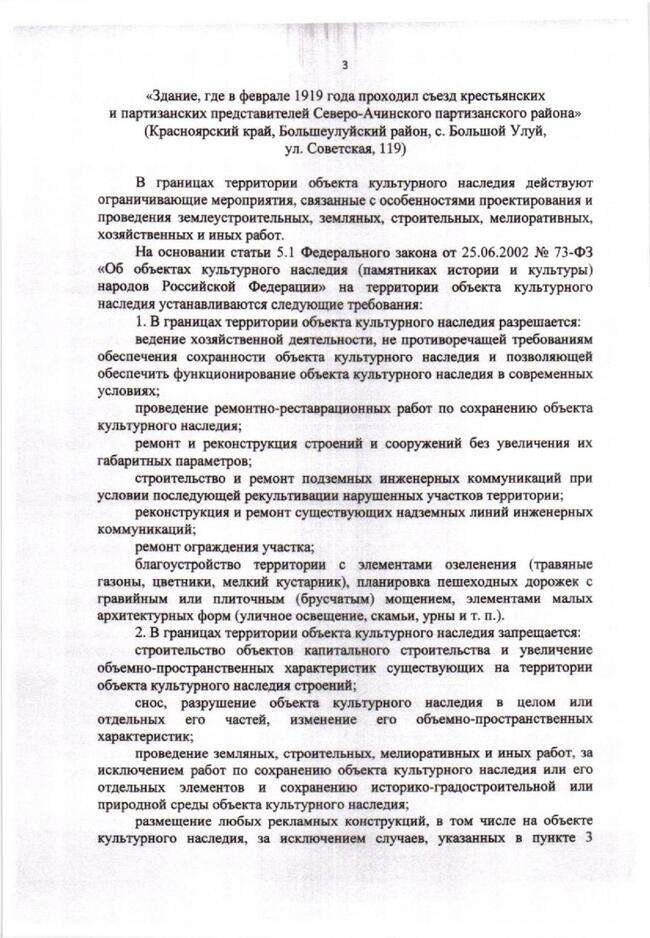 3
«Здание, где в феврале 1919 года проходил съезд крестьянских
и партизанских представителей Северо-Ачинского партизанского района»
(Красноярский край, Большеулуйский район, с. Большой Улуй,
ул. Советская, 119)
В границах территории объекта культурного наследия действуют
ограничивающие мероприятия, связанные с особенностями проектирования и
проведения землеустроительных, земляных, строительных, мелиоративных,
хозяйственных и иных работ.
На основании статьи 5.1 Федерального закона от 25.06.2002 № 73-ФЗ
«Об объектах культурного наследия (памятниках истории и культуры)
народов Российской Федерации» на территории объекта культурного
наследия устанавливаются следующие требования:
1. В границах территории объекта культурного наследия разрешается:
ведение хозяйственной деятельности, не противоречащей требованиям
обеспечения сохранности объекта культурного наследия и позволяющей
обеспечить функционирование объекта культурного наследия в современных
условиях;
проведение ремонтно-реставрационных работ по сохранению объекта
культурного наследия;
ремонт и реконструкция строений и сооружений без увеличения их
габаритных параметров;
строительство и ремонт подземных инженерных коммуникаций при
условии последующей рекультивации нарушенных участков территории;
реконструкция и ремонт существующих надземных линий инженерных
коммуникаций;
ремонт ограждения участка;
благоустройство территории с элементами озеленения (травяные
газоны, цветники, мелкий кустарник), планировка пешеходных дорожек с
гравийным или плиточным (брусчатым) мощением, элементами малых
архитектурных форм (уличное освещение, скамьи, урны и т. п.).
2. В границах территории объекта культурного наследия запрещается:
строительство объектов капитального строительства и увеличение
объемно-пространственных характеристик существующих на территории
объекта культурного наследия строений;
снос, разрушение объекта культурного наследия в целом или
отдельных его частей, изменение его объемно-пространственных
характеристик;
проведение земляных, строительных, мелиоративных и иных работ, за
исключением работ по сохранению объекта культурного наследия или его
отдельных элементов и сохранению историко-градостроительной или
природной среды объекта культурного наследия;
размещение любых рекламных конструкций, в том числе на объекте
культурного наследия, за исключением случаев, указанных в пункте 3